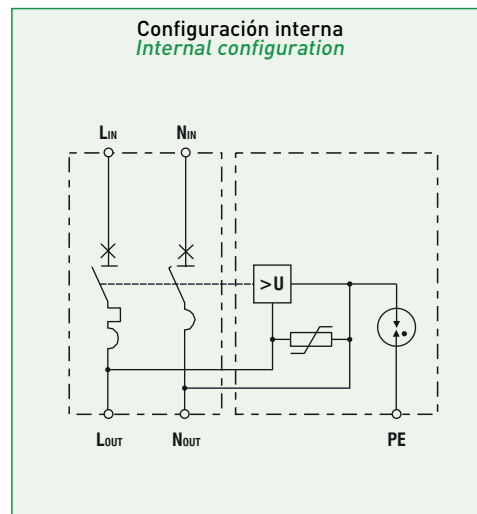 Configuración interna
Internal configuration
LIN NIN
>U
LOUT NOUT PE